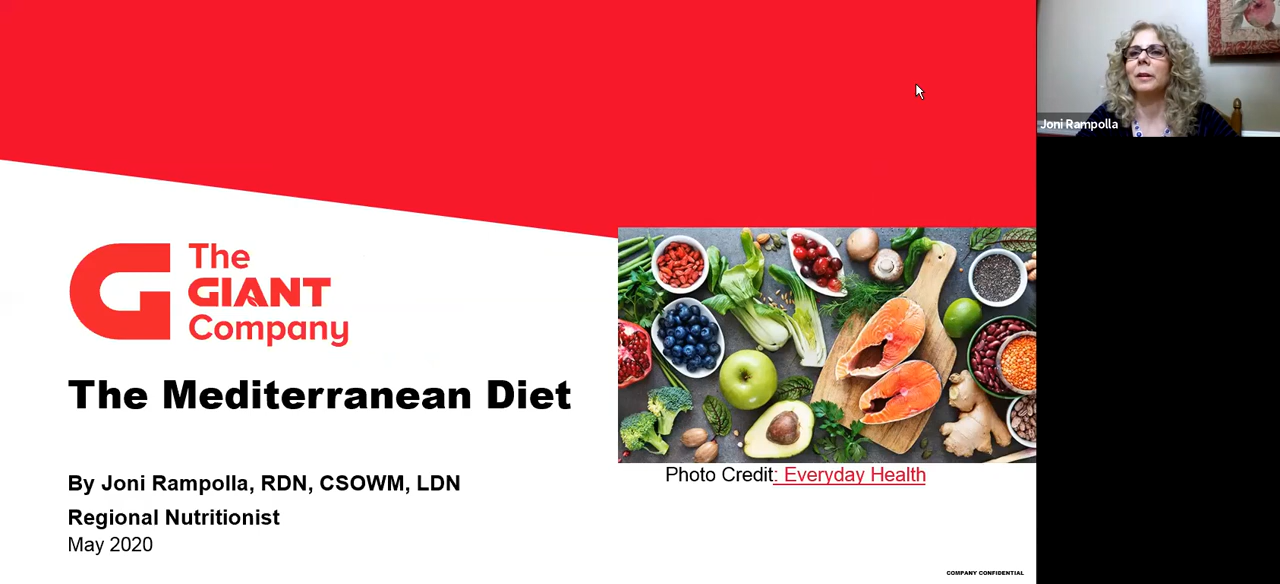 The
GIANT
Company
The Mediterranean Diet
By Joni Rampolla, RDN, CSOWM, LDN
Regional Nutritionist
May 2020
Photo Credit: Everyday Health
COMPANY CONFIDENTIAL
Joni Rampolla